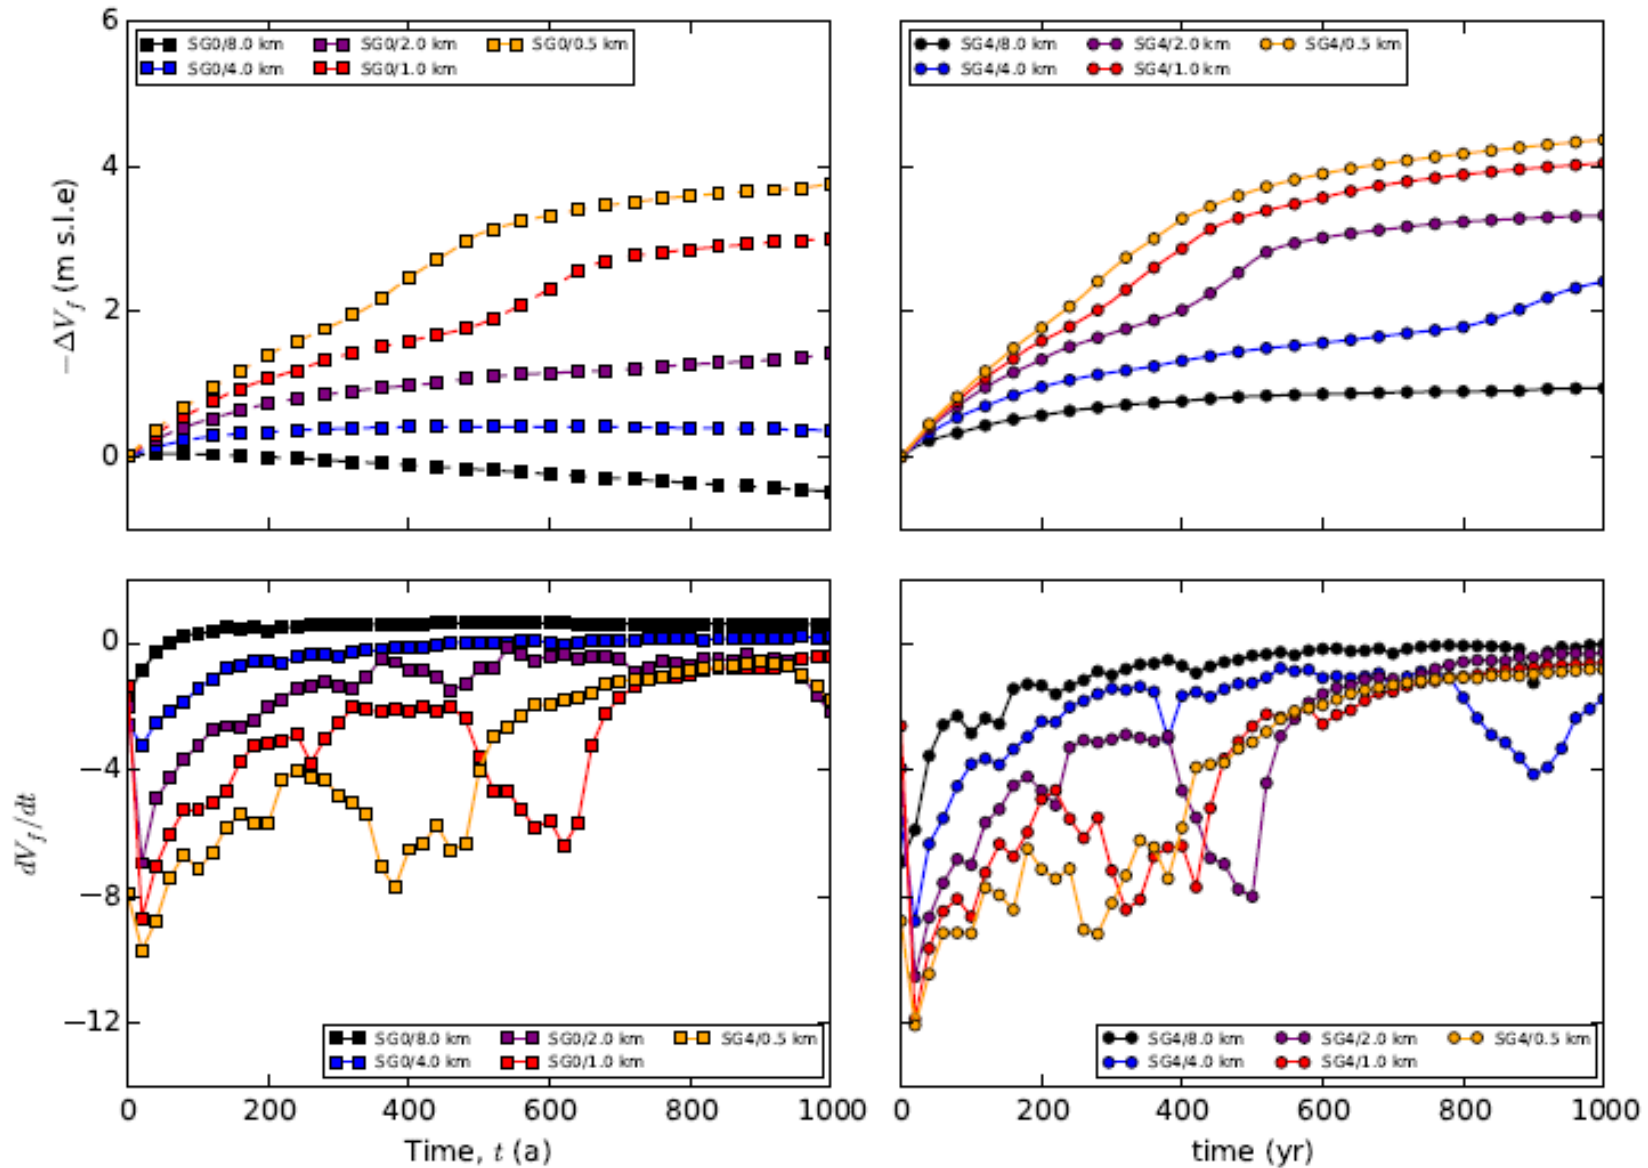 6
4
2
0
−ΔV_f (m s.l.e)
SG0/8.0 km SG0/2.0 km SG0/0.5 km
SG0/4.0 km SG0/1.0 km
SG4/8.0 km SG4/2.0 km SG4/0.5 km
SG4/4.0 km SG4/1.0 km
0
−4
−8
−12
dV_f/dt
SG0/8.0 km SG0/2.0 km SG4/0.5 km
SG0/4.0 km SG0/1.0 km
0 200 400 600 800 1000
Time, t (a)
SG4/8.0 km SG4/2.0 km SG4/0.5 km
SG4/4.0 km SG4/1.0 km
0 200 400 600 800 1000
time (yr)